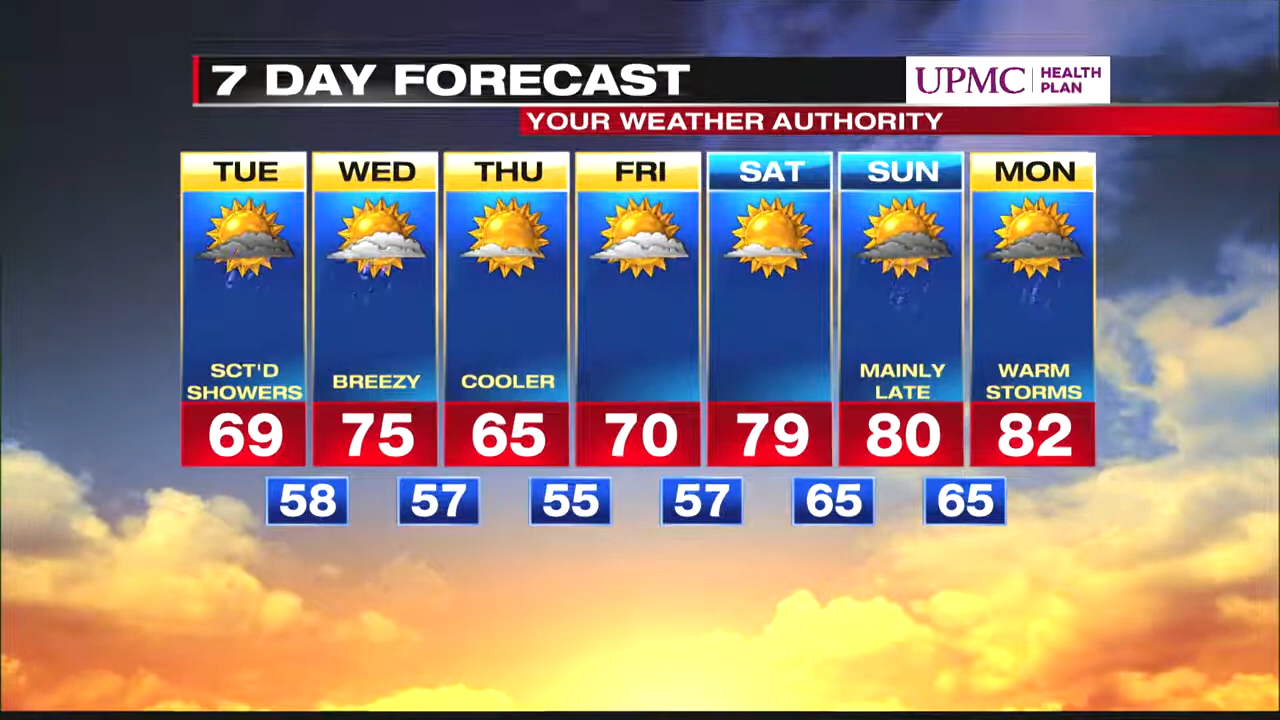 7 DAY FORECAST
UPMC HEALTH PLAN
YOUR WEATHER AUTHORITY
TUE WED THU FRI SAT SUN MON
SCT'D SHOWERS
BREEZY
COOLER
MAINLY LATE
WARM STORMS
69 75 65 70 79 80 82
58 57 55 57 65 65